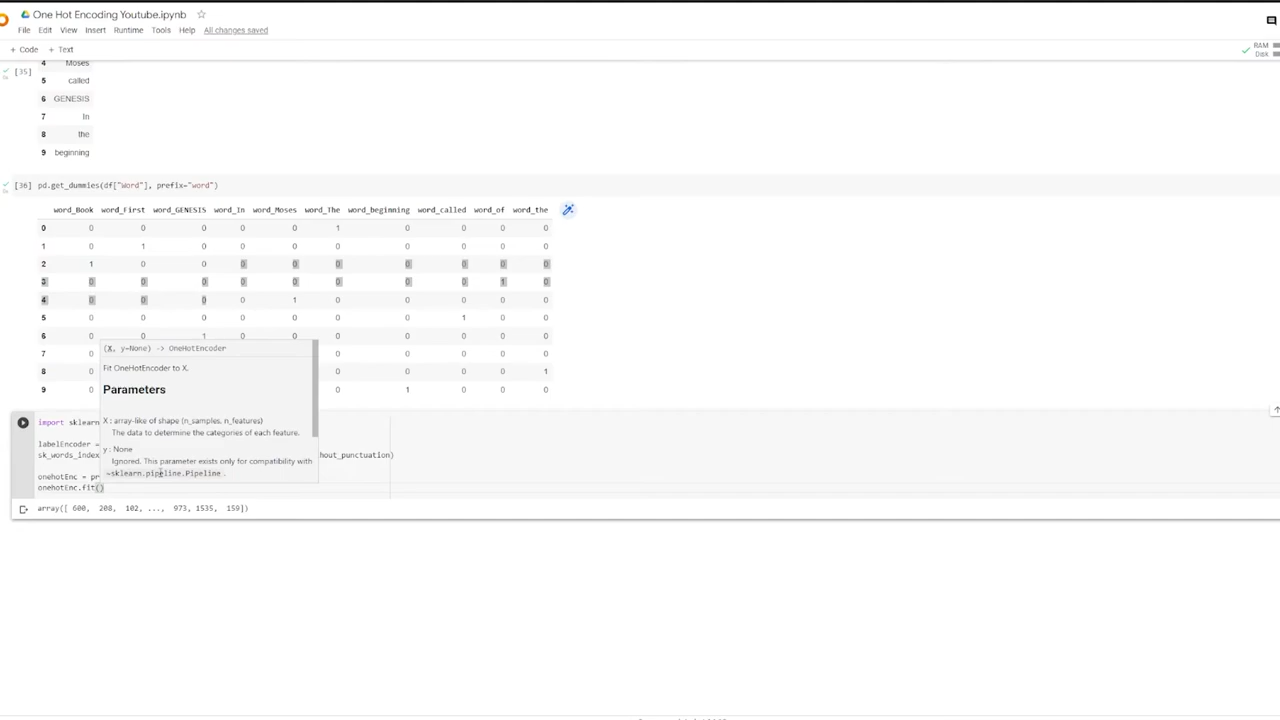 One Hot Encoding Youtube.ipynb
File Edit View Insert Runtime Tools Help All changes saved
+ Code + Text
RAM
Disk
[35]
4 Moses
5 called
6 GENESIS
7 In
8 the
9 beginning
[36] pd.get_dummies(df["Word"], prefix="word")
word_Book word_First word_GENESIS word_In word_Moses word_The word_beginning word_called word_of word_the
0 0 0 0 0 0 1 0 0 0 0
1 0 1 0 0 0 0 0 0 0 0
2 1 0 0 0 0 0 0 0 0 0
3 0 0 0 0 0 0 0 0 1 0
4 0 0 0 0 1 0 0 0 0 0
5 0 0 0 0 0 0 0 1 0 0
6 0 0 1 0 0 0 0 0 0 0
7 0 0 0 0 0
8 0 0 0 0 1
9 0 0 1 0 0 0
(X, y=None) -> OneHotEncoder
Fit OneHotEncoder to X.
Parameters
X : array-like of shape (n_samples, n_features)
The data to determine the categories of each feature.
y : None
Ignored. This parameter exists only for compatibility with
~sklearn.pipeline.Pipeline .
import sklearn
labelEncoder =
sk_words_index hout_punctuation)
onehotEnc = pr
onehotEnc.fit()
array([ 600, 208, 102, ..., 973, 1535, 159])